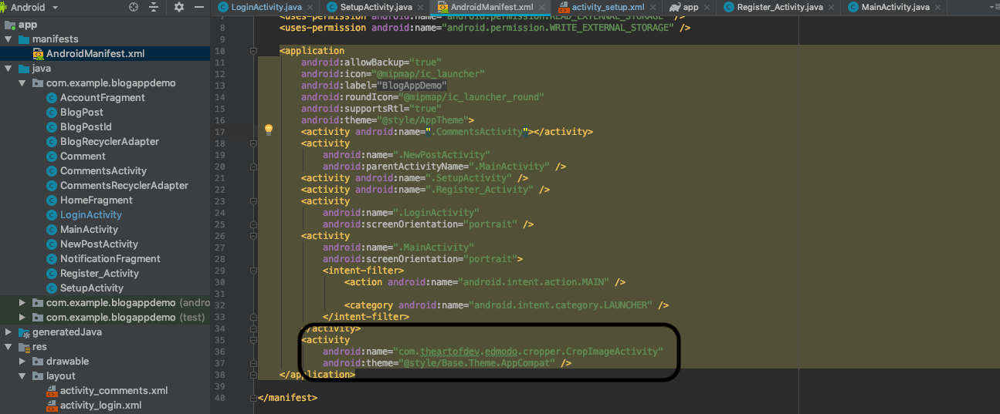 Android
LoginActivity.java
SetupActivity.java
AndroidManifest.xml
activity_setup.xml
app
Register_Activity.java
MainActivity.java
app
manifests
AndroidManifest.xml
java
com.example.blogappdemo
AccountFragment
BlogPost
BlogPostId
BlogRecyclerAdapter
Comment
CommentsActivity
CommentsRecyclerAdapter
HomeFragment
LoginActivity
MainActivity
NewPostActivity
NotificationFragment
Register_Activity
SetupActivity
com.example.blogappdemo (andro
com.example.blogappdemo (test)
generatedJava
res
drawable
layout
activity_comments.xml
activity_login.xml
7 <uses-permission android:name="android.permission.READ_EXTERNAL_STORAGE" />
8 <uses-permission android:name="android.permission.WRITE_EXTERNAL_STORAGE" />
9
10 <application
11 android:allowBackup="true"
12 android:icon="@mipmap/ic_launcher"
13 android:label="BlogAppDemo"
14 android:roundIcon="@mipmap/ic_launcher_round"
15 android:supportsRtl="true"
16 android:theme="@style/AppTheme">
17 <activity android:name=".CommentsActivity"></activity>
18 <activity
19 android:name=".NewPostActivity"
20 android:parentActivityName=".MainActivity" />
21 <activity android:name=".SetupActivity" />
22 <activity android:name=".Register_Activity" />
23 <activity
24 android:name=".LoginActivity"
25 android:screenOrientation="portrait" />
26 <activity
27 android:name=".MainActivity"
28 android:screenOrientation="portrait">
29 <intent-filter>
30 <action android:name="android.intent.action.MAIN" />
31
32 <category android:name="android.intent.category.LAUNCHER" />
33 </intent-filter>
34 </activity>
35 <activity
36 android:name="com.theartofdev.edmodo.cropper.CropImageActivity"
37 android:theme="@style/Base.Theme.AppCompat" />
38 </application>
39
40 </manifest>